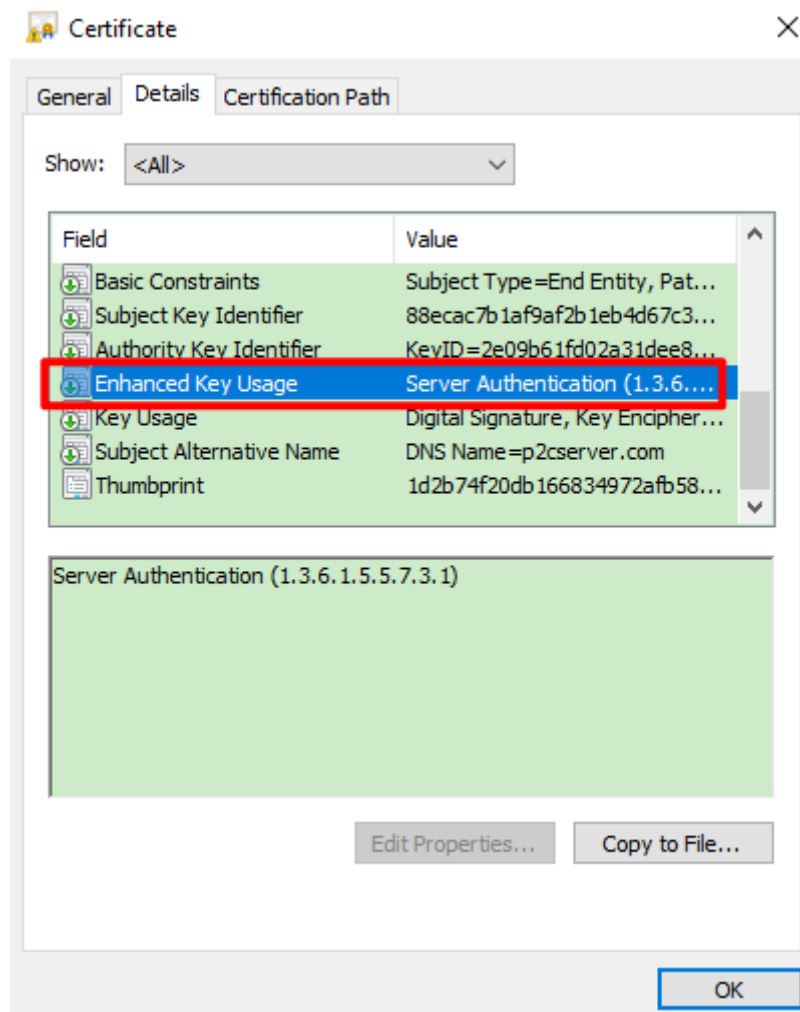 Certificate
General Details Certification Path
Show: <All>
Field Value
Basic Constraints Subject Type=End Entity, Pat...
Subject Key Identifier 88ecac7b1af9af2b1eb4d67c3...
Authority Key Identifier KeyID=2e09b61fd02a31dee8...
Enhanced Key Usage Server Authentication (1.3.6....
Key Usage Digital Signature, Key Encipher...
Subject Alternative Name DNS Name=p2cserver.com
Thumbprint 1d2b74f20db166834972afb58...
Server Authentication (1.3.6.1.5.5.7.3.1)
Edit Properties... Copy to File...
OK